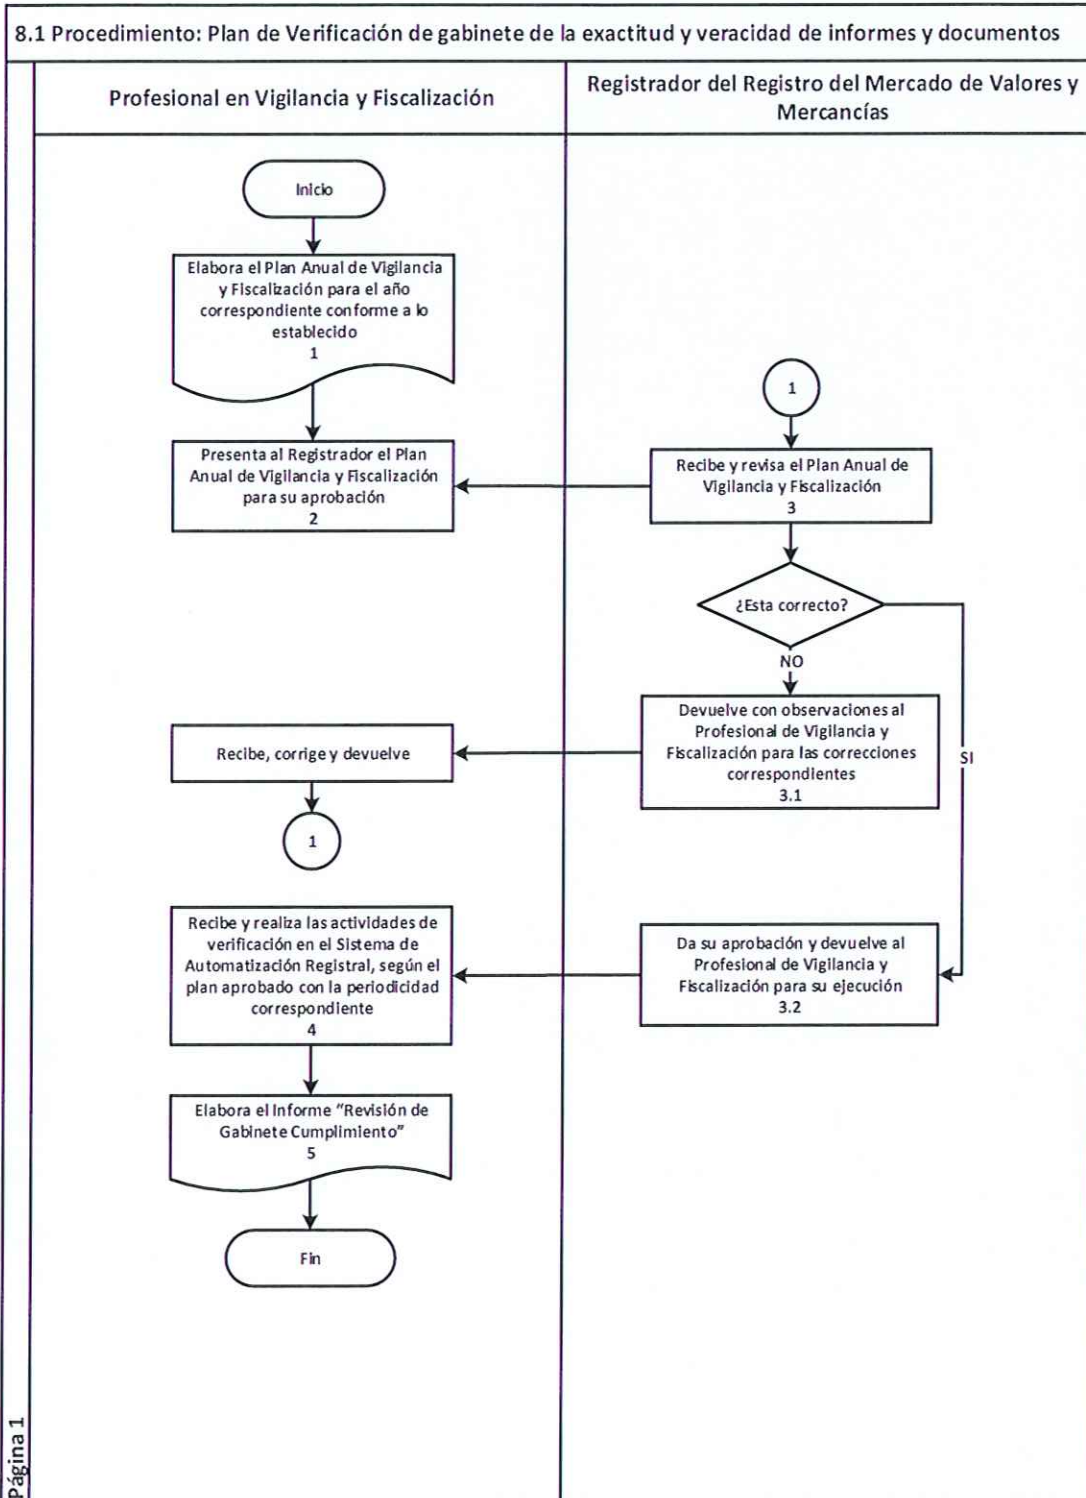 8.1 Procedimiento: Plan de Verificación de gabinete de la exactitud y veracidad de informes y documentos
Profesional en Vigilancia y Fiscalización
Registrador del Registro del Mercado de Valores y
Mercancías
Inicio
Elabora el Plan Anual de Vigilancia
y Fiscalización para el año
correspondiente conforme a lo
establecido
1
1
Presenta al Registrador el Plan
Anual de Vigilancia y Fiscalización
para su aprobación
2
Recibe y revisa el Plan Anual de
Vigilancia y Fiscalización
3
¿Esta correcto?
NO
SI
Devuelve con observaciones al
Profesional de Vigilancia y
Fiscalización para las correcciones
correspondientes
3.1
Recibe, corrige y devuelve
1
Da su aprobación y devuelve al
Profesional de Vigilancia y
Fiscalización para su ejecución
3.2
Recibe y realiza las actividades de
verificación en el Sistema de
Automatización Registral, según el
plan aprobado con la periodicidad
correspondiente
4
Elabora el Informe “Revisión de
Gabinete Cumplimiento”
5
Fin
Página 1